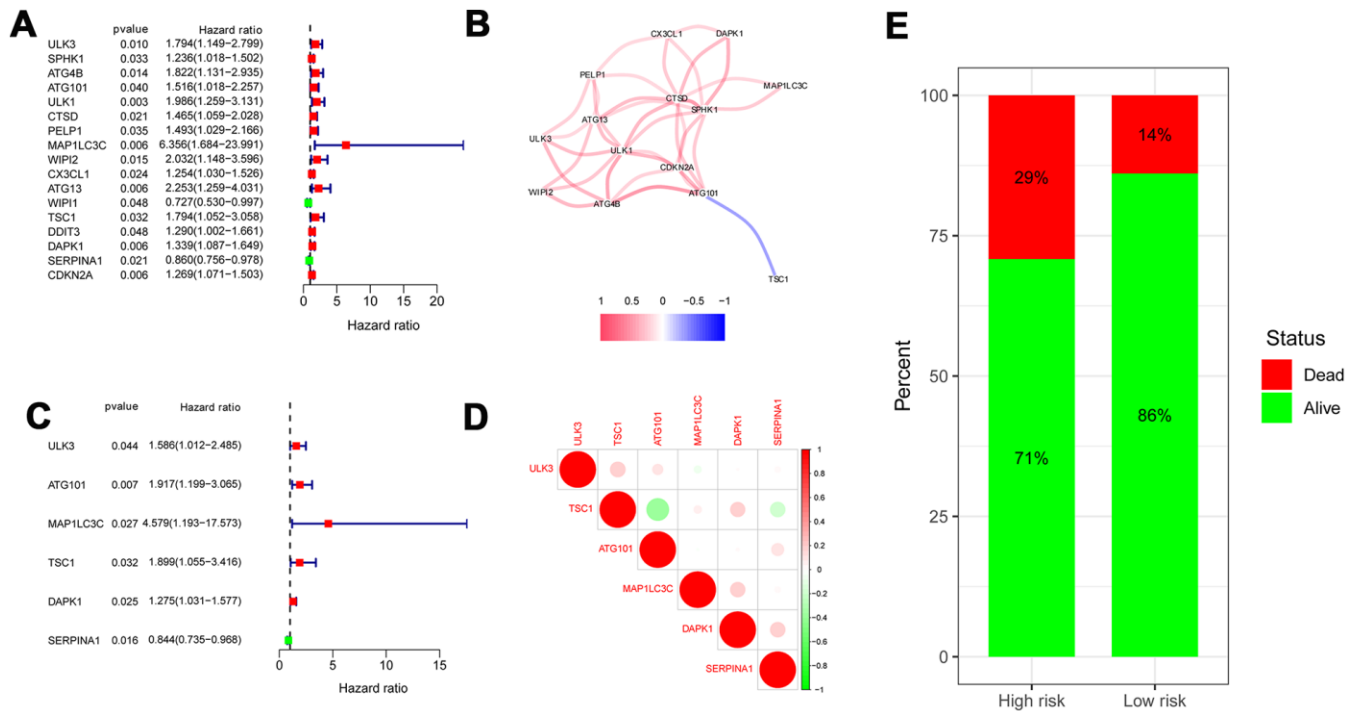 A
pvalue Hazard ratio
ULK3 0.010 1.794(1.149−2.799)
SPHK1 0.033 1.236(1.018−1.502)
ATG4B 0.014 1.822(1.131−2.935)
ATG101 0.040 1.516(1.018−2.257)
ULK1 0.003 1.986(1.259−3.131)
CTSD 0.021 1.465(1.059−2.028)
PELP1 0.035 1.493(1.029−2.166)
MAP1LC3C 0.006 6.356(1.684−23.991)
WIPI2 0.015 2.032(1.148−3.596)
CX3CL1 0.024 1.254(1.030−1.526)
ATG13 0.006 2.253(1.259−4.031)
WIPI1 0.048 0.727(0.530−0.997)
TSC1 0.032 1.794(1.052−3.058)
DDIT3 0.048 1.290(1.002−1.661)
DAPK1 0.006 1.339(1.087−1.649)
SERPINA1 0.021 0.860(0.756−0.978)
CDKN2A 0.006 1.269(1.071−1.503)
0 5 10 15 20
Hazard ratio
B
CX3CL1
DAPK1
PELP1
MAP1LC3C
CTSD
SPHK1
ATG13
ULK3
ULK1
CDKN2A
WIPI2
ATG4B
ATG101
TSC1
1 0.5 0 −0.5 −1
C
pvalue Hazard ratio
ULK3 0.044 1.586(1.012−2.485)
ATG101 0.007 1.917(1.199−3.065)
MAP1LC3C 0.027 4.579(1.193−17.573)
TSC1 0.032 1.899(1.055−3.416)
DAPK1 0.025 1.275(1.031−1.577)
SERPINA1 0.016 0.844(0.735−0.968)
0 5 10 15
Hazard ratio
D
ULK3 TSC1 ATG101 MAP1LC3C DAPK1 SERPINA1
ULK3
TSC1
ATG101
MAP1LC3C
DAPK1
SERPINA1
1
0.8
0.6
0.4
0.2
0
−0.2
−0.4
−0.6
−0.8
−1
E
Percent
100
75
50
25
0
29%
71%
14%
86%
High risk Low risk
Status
Dead
Alive